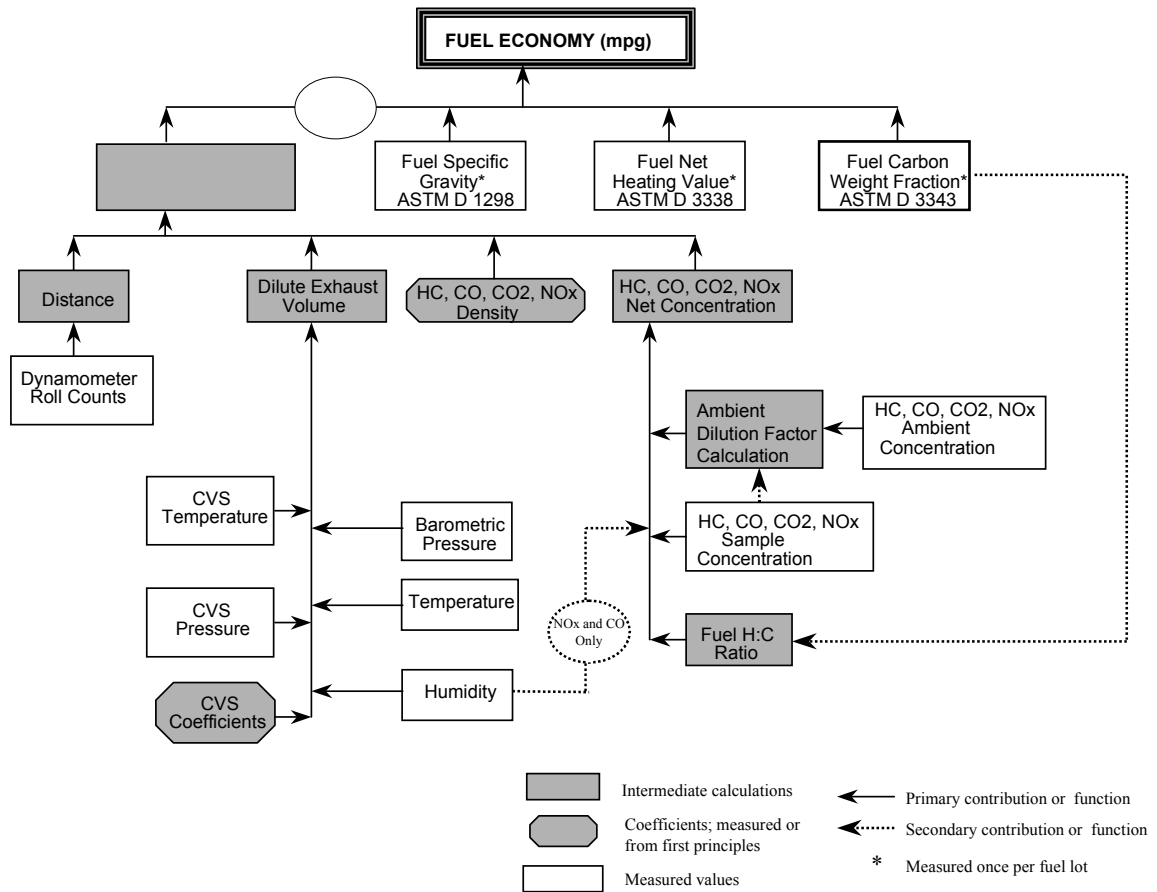 FUEL ECONOMY (mpg)
Fuel Specific
Gravity*
ASTM D 1298
Fuel Net
Heating Value*
ASTM D 3338
Fuel Carbon
Weight Fraction*
ASTM D 3343
Distance
Dilute Exhaust
Volume
HC, CO, CO2, NOx
Density
HC, CO, CO2, NOx
Net Concentration
Dynamometer
Roll Counts
Ambient
Dilution Factor
Calculation
HC, CO, CO2, NOx
Ambient
Concentration
CVS
Temperature
Barometric
Pressure
HC, CO, CO2, NOx
Sample
Concentration
CVS
Pressure
Temperature
NOx and CO
Only
Fuel H:C
Ratio
CVS
Coefficients
Humidity
Intermediate calculations
Coefficients; measured or
from first principles
Measured values
Primary contribution or function
Secondary contribution or function
* Measured once per fuel lot